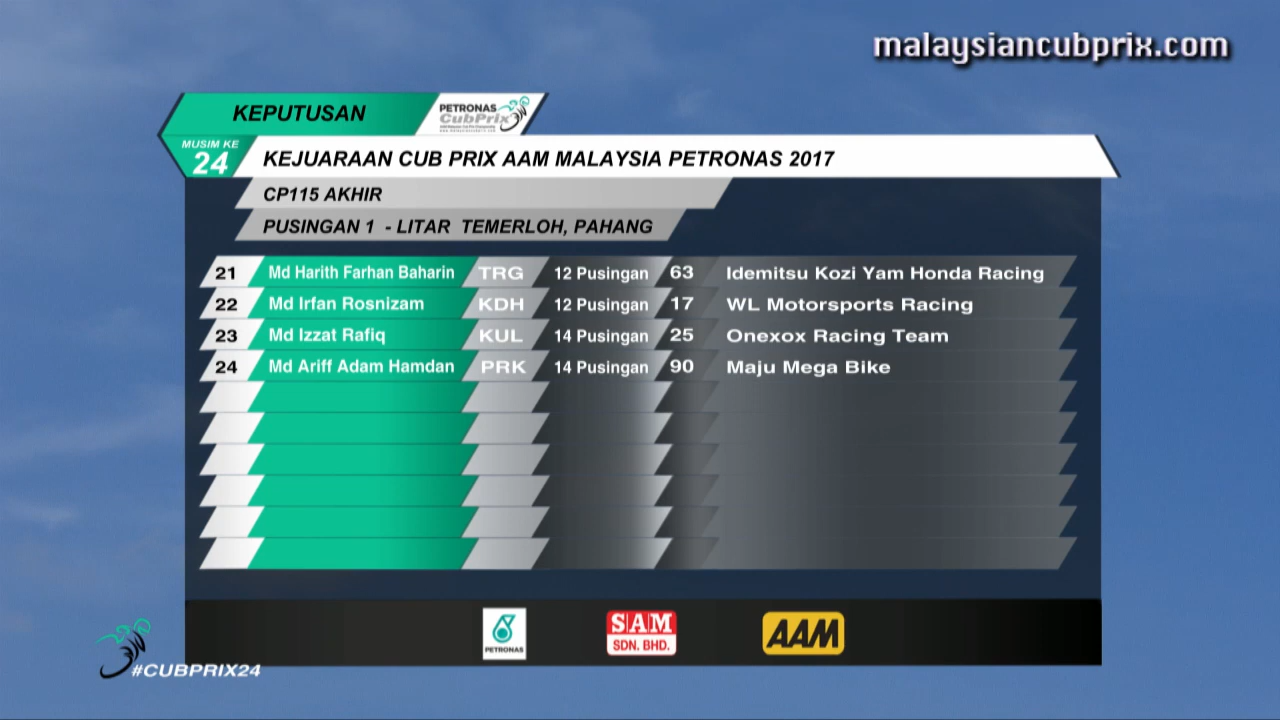 malaysiancubprix.com
KEPUTUSAN
PETRONAS
CubPrix
MUSIM KE
24
KEJUARAAN CUB PRIX AAM MALAYSIA PETRONAS 2017
CP115 AKHIR
PUSINGAN 1 - LITAR TEMERLOH, PAHANG
21 Md Harith Farhan Baharin TRG 12 Pusingan 63 Idemitsu Kozi Yam Honda Racing
22 Md Irfan Rosnizam KDH 12 Pusingan 17 WL Motorsports Racing
23 Md Izzat Rafiq KUL 14 Pusingan 25 Onexox Racing Team
24 Md Ariff Adam Hamdan PRK 14 Pusingan 90 Maju Mega Bike
PETRONAS
SAM
SDN. BHD.
AAM
#CUBPRIX24